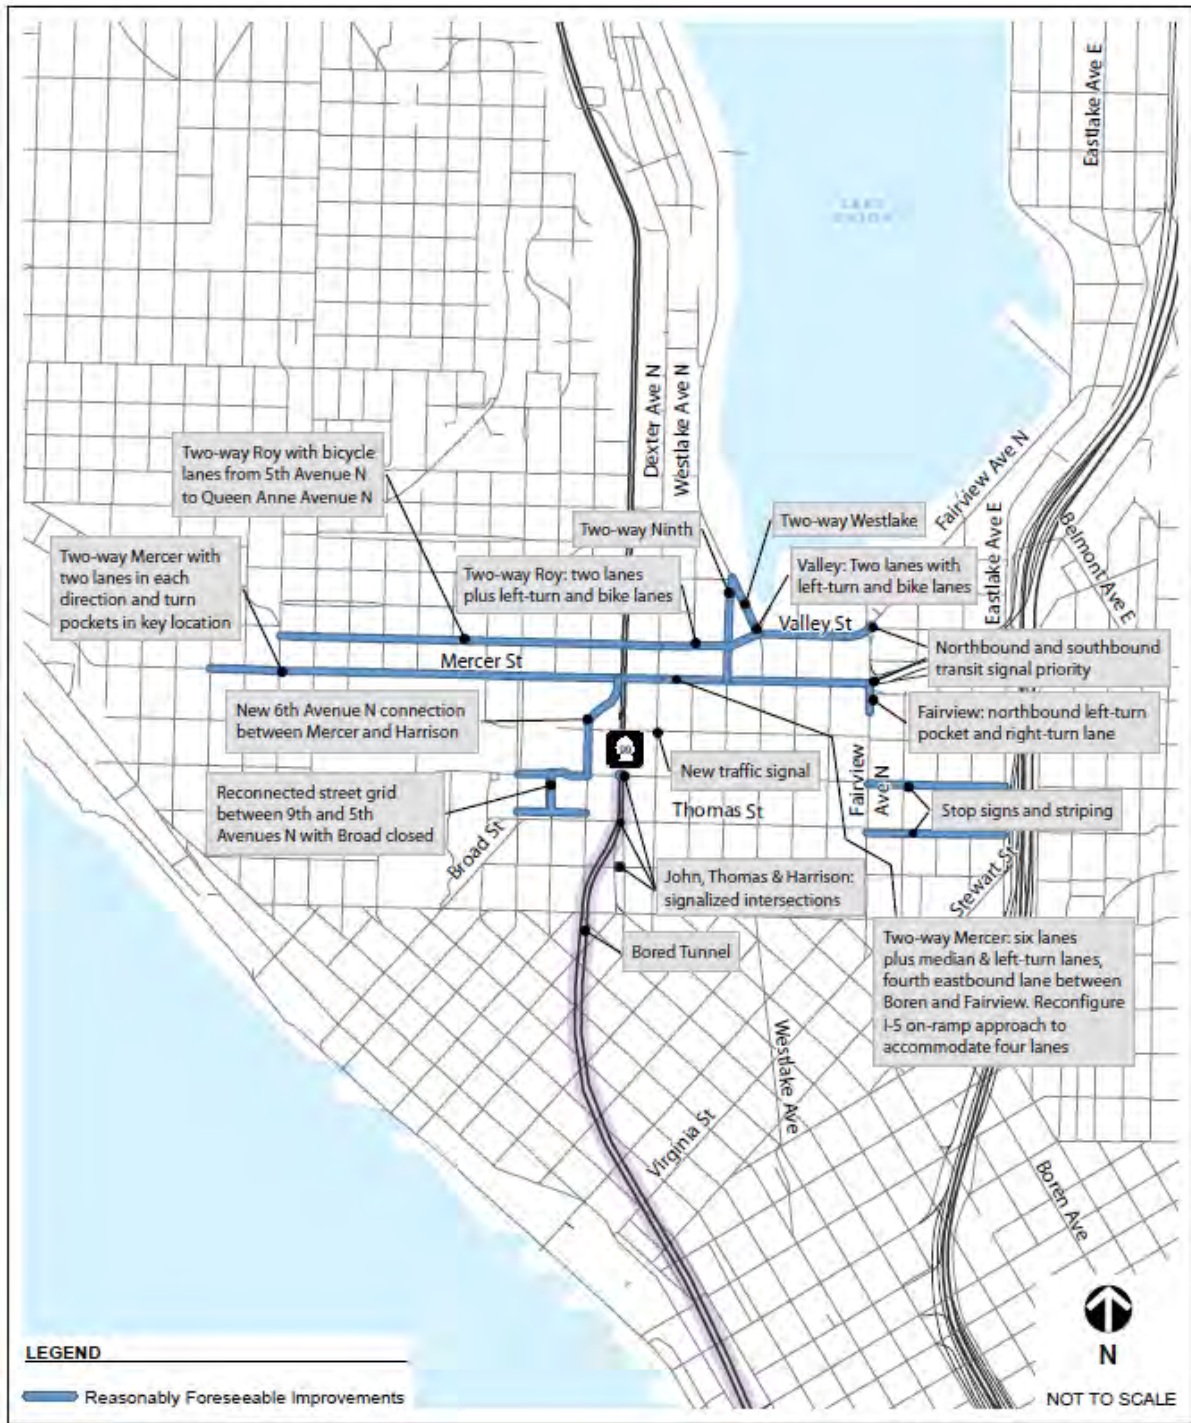 Eastlake Ave E
LAKE
UNION
Dexter Ave N
Westlake Ave N
Two-way Roy with bicycle
lanes from 5th Avenue N
to Queen Anne Avenue N
Fairview Ave N
Two-way Ninth
Two-way Westlake
Eastlake Ave E
Belmont Ave E
Two-way Mercer with
two lanes in each
direction and turn
pockets in key location
Two-way Roy: two lanes
plus left-turn and bike lanes
Valley: Two lanes with
left-turn and bike lanes
Valley St
Mercer St
Northbound and southbound
transit signal priority
New 6th Avenue N connection
between Mercer and Harrison
Fairview: northbound left-turn
pocket and right-turn lane
99
New traffic signal
Fairview
Ave N
Reconnected street grid
between 9th and 5th
Avenues N with Broad closed
Thomas St
Stop signs and striping
Broad St
John, Thomas & Harrison:
signalized intersections
Stewart St
Bored Tunnel
Two-way Mercer: six lanes
plus median & left-turn lanes,
fourth eastbound lane between
Boren and Fairview. Reconfigure
I-5 on-ramp approach to
accommodate four lanes
Westlake Ave
Virginia St
Boren Ave
LEGEND
Reasonably Foreseeable Improvements
N
NOT TO SCALE